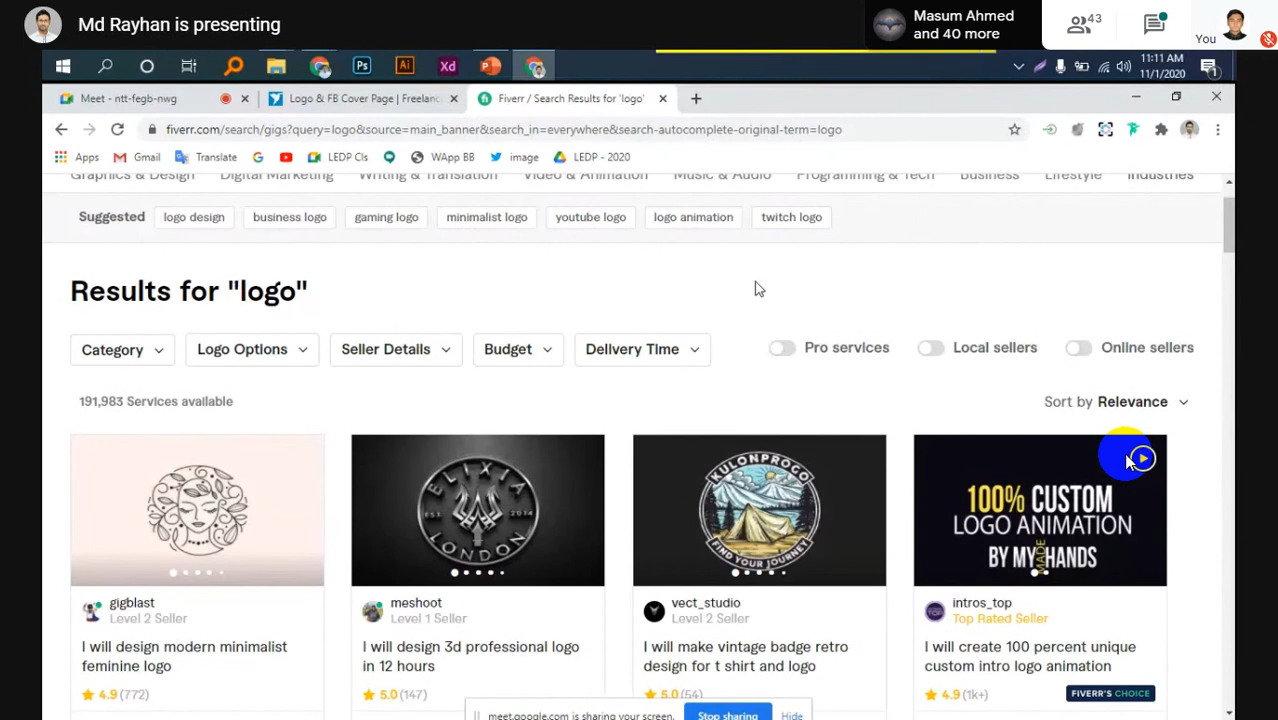 Md Rayhan is presenting
Masum Ahmed
and 40 more
43
You
Ps
Ai
Xd
11:11 AM
11/1/2020
1
Meet - ntt-fegb-nwg
Logo & FB Cover Page | Freelanc
Fiverr / Search Results for 'logo'
fiverr.com/search/gigs?query=logo&source=main_banner&search_in=everywhere&search-autocomplete-original-term=logo
Apps
Gmail
Translate
LEDP Cls
WApp BB
image
LEDP - 2020
Graphics & Design
Digital Marketing
Writing & Translation
Video & Animation
Music & Audio
Programming & Tech
Business
Lifestyle
Industries
Suggested
logo design
business logo
gaming logo
minimalist logo
youtube logo
logo animation
twitch logo
Results for "logo"
Category
Logo Options
Seller Details
Budget
Delivery Time
Pro services
Local sellers
Online sellers
191,983 Services available
Sort by Relevance
ELIXIA
EST.
2014
LONDON
KULONPROGO
FIND YOUR JOURNEY
100% CUSTOM
LOGO ANIMATION
BY MY HANDS
MADE
gigblast
Level 2 Seller
I will design modern minimalist
feminine logo
4.9 (772)
meshoot
Level 1 Seller
I will design 3d professional logo
in 12 hours
5.0 (147)
vect_studio
Level 2 Seller
I will make vintage badge retro
design for t shirt and logo
5.0 (54)
intros_top
Top Rated Seller
I will create 100 percent unique
custom intro logo animation
4.9 (1k+)
FIVERR'S CHOICE
meet.google.com is sharing your screen.
Stop sharing
Hide